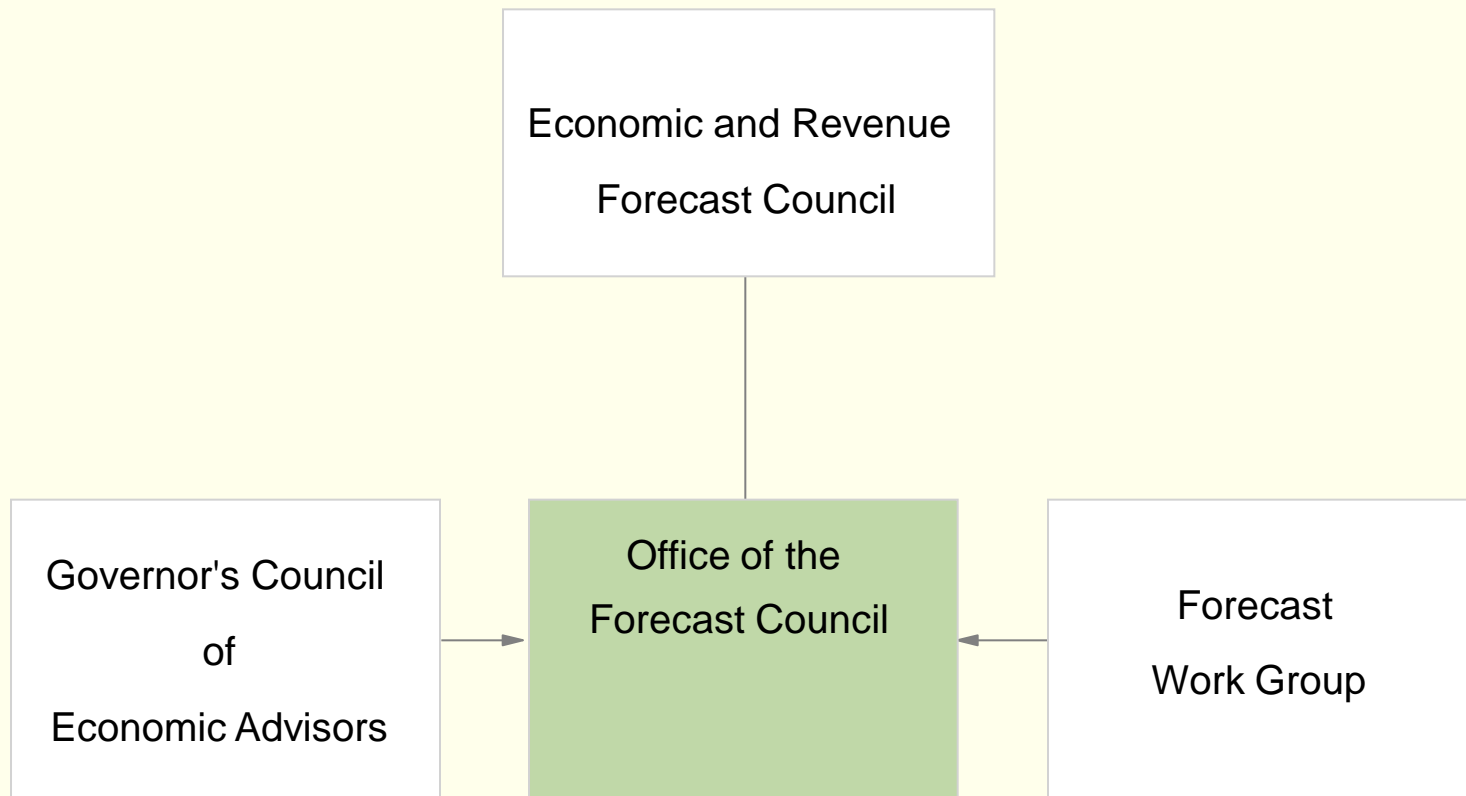 Economic and Revenue
Forecast Council
Governor's Council
of
Economic Advisors
Office of the
Forecast Council
Forecast
Work Group